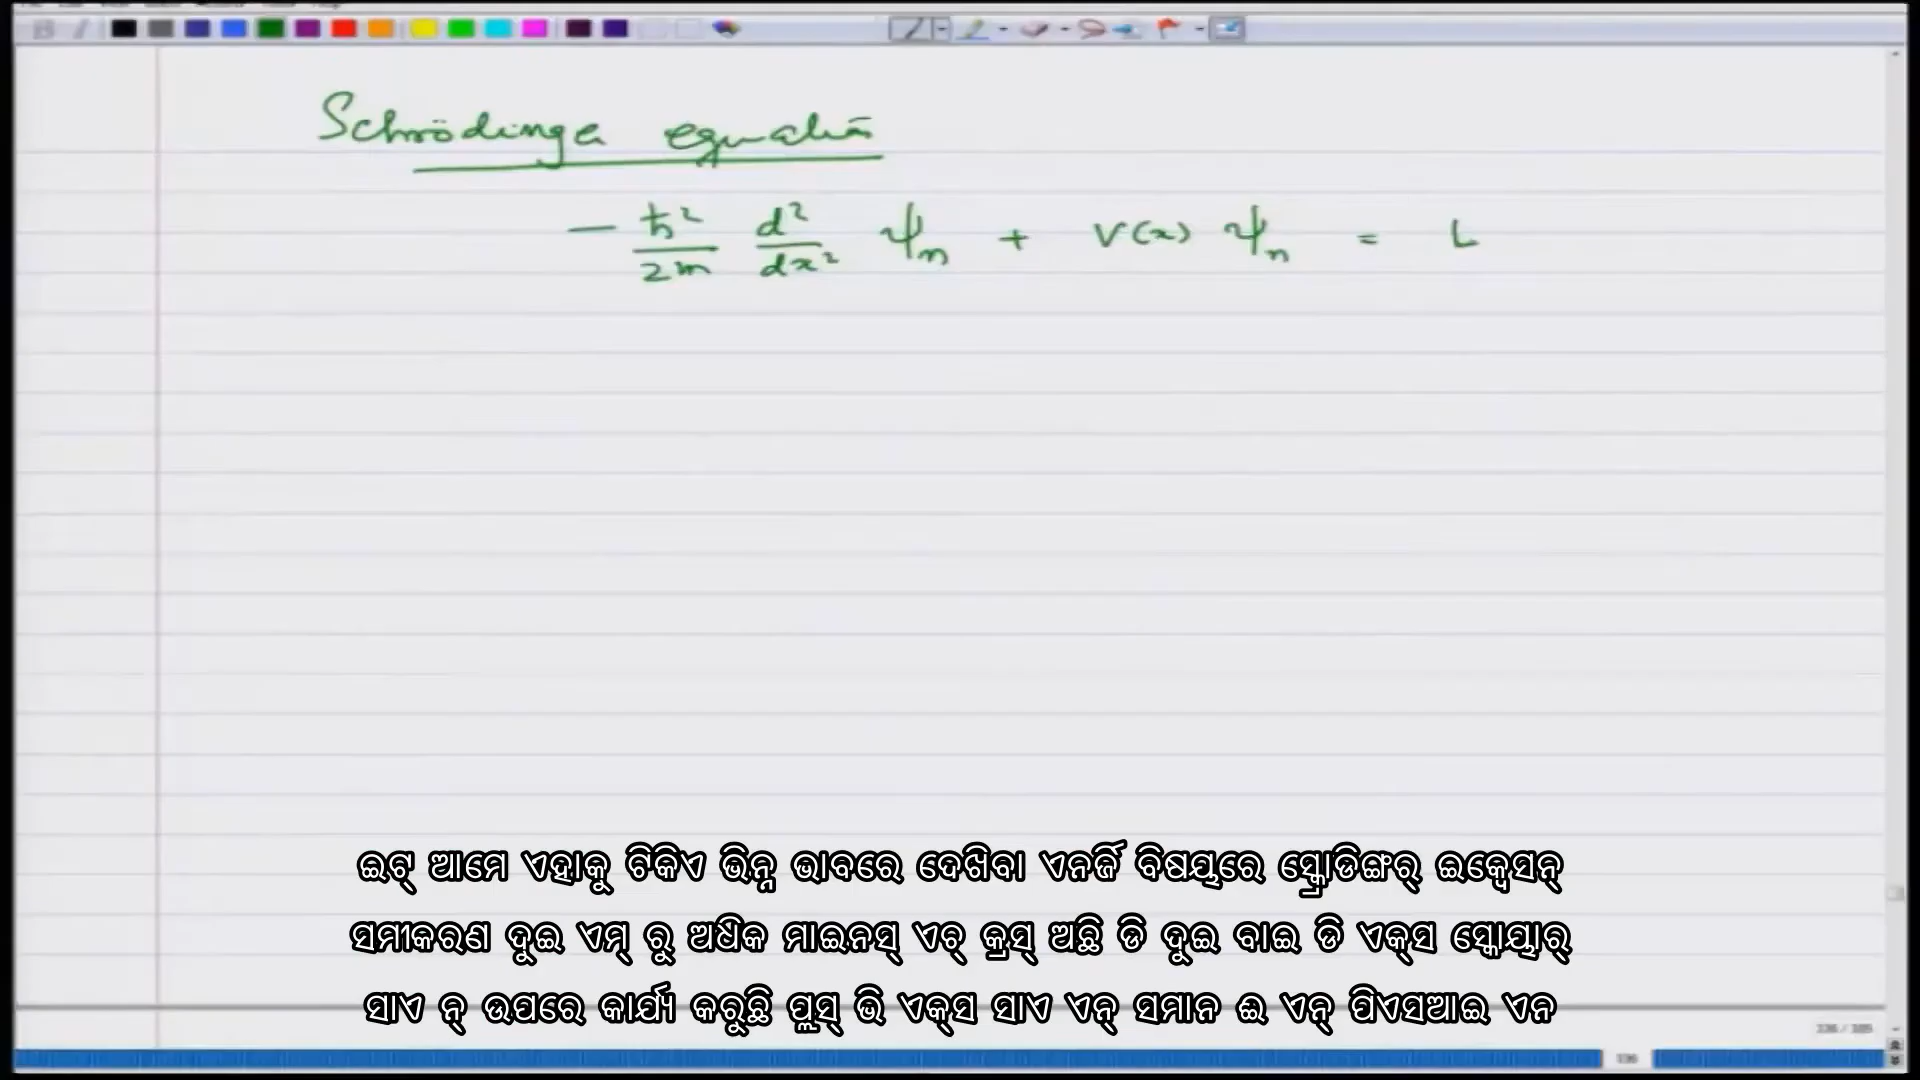 Schrödinger equation
− ħ²/2m d²/dx² ψn + V(x) ψn = L
ଇଟ୍ ଆମେ ଏହାକୁ ଟିକିଏ ଭିନ୍ନ ଭାବରେ ଦେଖିବା ଏନର୍ଜି ବିଷୟରେ ସ୍କ୍ରୋଡିଙ୍ଗର୍ ଇକ୍ୱେସନ୍
ସମୀକରଣ ଦୁଇ ଏମ୍ ରୁ ଅଧିକ ମାଇନସ୍ ଏଚ୍ କ୍ରସ୍ ଅଛି ଡି ଦୁଇ ବାଇ ଡି ଏକ୍ସ ସ୍କୋୟାର୍
ସାଏ ନ୍ ଉପରେ କାର୍ଯ୍ୟ କରୁଛି ପ୍ଲସ୍ ଭି ଏକ୍ସ ସାଏ ଏନ୍ ସମାନ ଈ ଏନ୍ ପିଏସଆଇ ଏନ
336